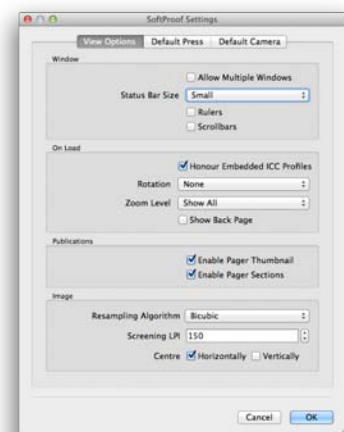 SoftProof Settings
View Options Default Press Default Camera
Window
Allow Multiple Windows
Status Bar Size Small
Rulers
Scrollbars
On Load
Honour Embedded ICC Profiles
Rotation None
Zoom Level Show All
Show Back Page
Publications
Enable Pager Thumbnail
Enable Pager Sections
Image
Resampling Algorithm Bicubic
Screening LPI 150
Centre Horizontally Vertically
Cancel OK